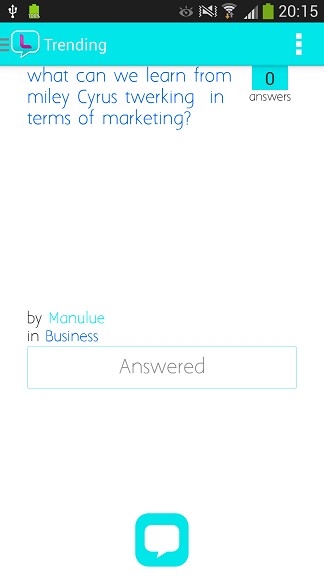 20:15
L Trending
what can we learn from
0
miley Cyrus twerking in
answers
terms of marketing?
by Manulue
in Business
Answered